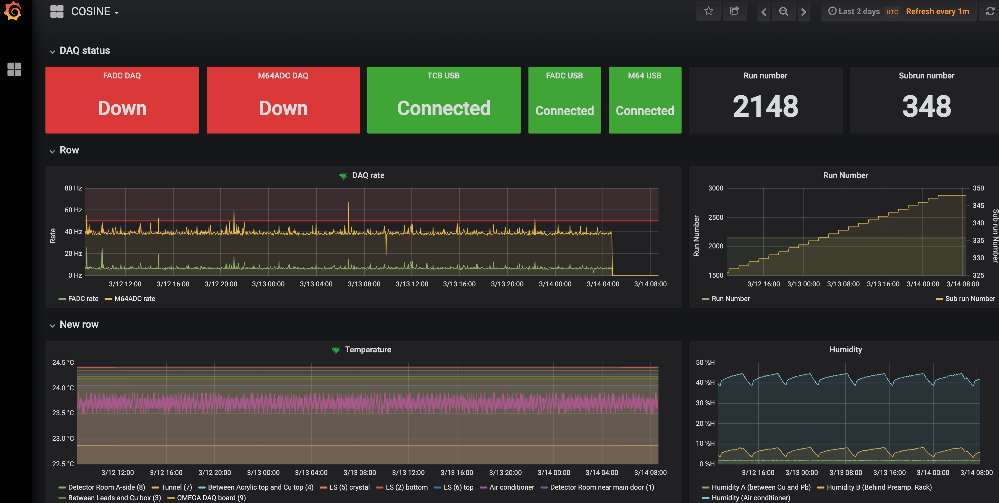 COSINE
Last 2 days UTC Refresh every 1m
DAQ status
FADC DAQ
Down
M64ADC DAQ
Down
TCB USB
Connected
FADC USB
Connected
M64 USB
Connected
Run number
2148
Subrun number
348
Row
DAQ rate
80 Hz
60 Hz
40 Hz
20 Hz
0 Hz
Rate
3/12 12:00 3/12 16:00 3/12 20:00 3/13 00:00 3/13 04:00 3/13 08:00 3/13 12:00 3/13 16:00 3/13 20:00 3/14 00:00 3/14 04:00 3/14 08:00
FADC rate M64ADC rate
Run Number
3000
2500
2000
1500
Run Number
350
345
340
335
330
325
Sub run Number
3/12 16:00 3/13 00:00 3/13 08:00 3/13 16:00 3/14 00:00 3/14 08:00
Run Number Sub run Number
New row
Temperature
24.5 °C
24.0 °C
23.5 °C
23.0 °C
22.5 °C
3/12 12:00 3/12 16:00 3/12 20:00 3/13 00:00 3/13 04:00 3/13 08:00 3/13 12:00 3/13 16:00 3/13 20:00 3/14 00:00 3/14 04:00 3/14 08:00
Detector Room A-side (8) Tunnel (7) Between Acrylic top and Cu top (4) LS (5) crystal LS (2) bottom LS (6) top Air conditioner Detector Room near main door (1)
Between Leads and Cu box (3) OMEGA DAQ board (9)
Humidity
50 %H
40 %H
30 %H
20 %H
10 %H
0 %H
3/12 16:00 3/13 00:00 3/13 08:00 3/13 16:00 3/14 00:00 3/14 08:00
Humidity A (between Cu and Pb) Humidity B (Behind Preamp. Rack)
Humidity (Air conditioner)